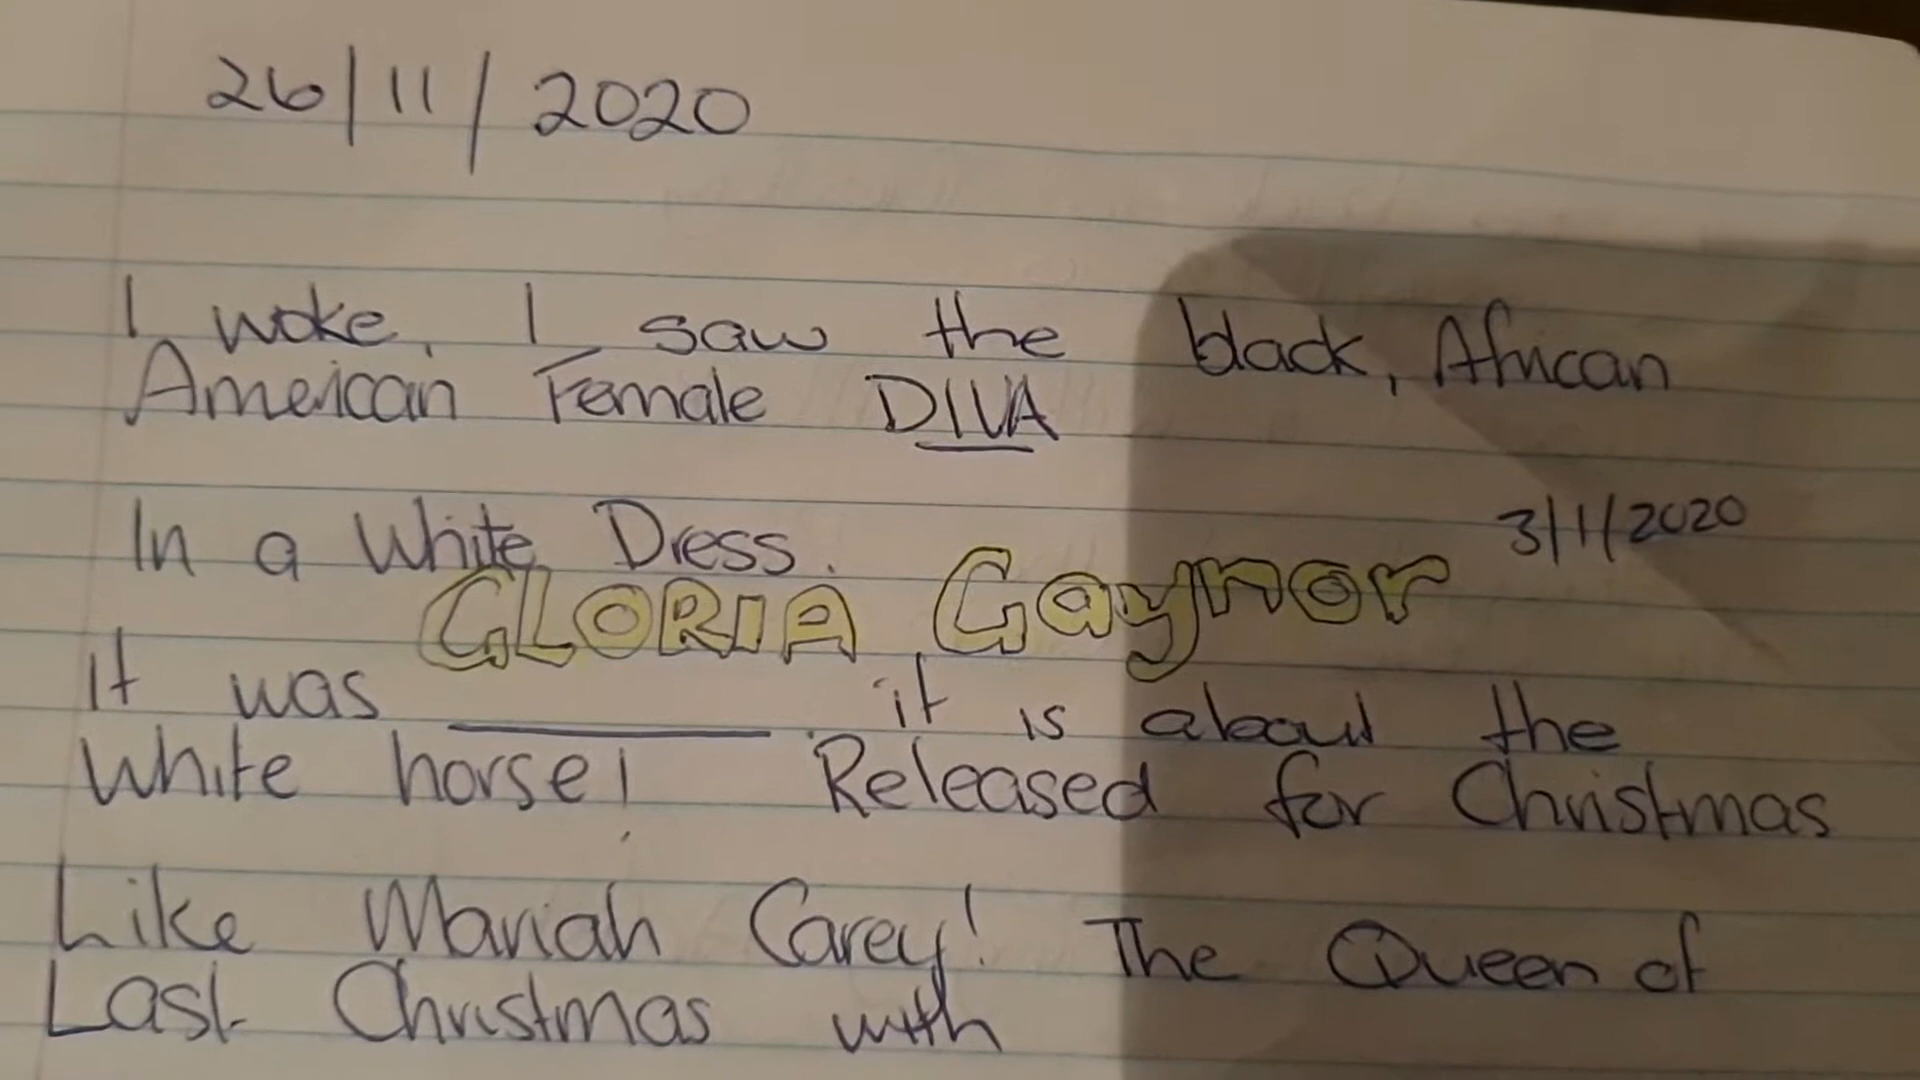 26/11/2020
I woke, I saw the black, African
American Female DIVA
In a White Dress.
3/1/2020
GLORIA Gaynor
It was it is about the
White horse! Released for Christmas
Like Mariah Carey! The Queen of
Last Christmas with